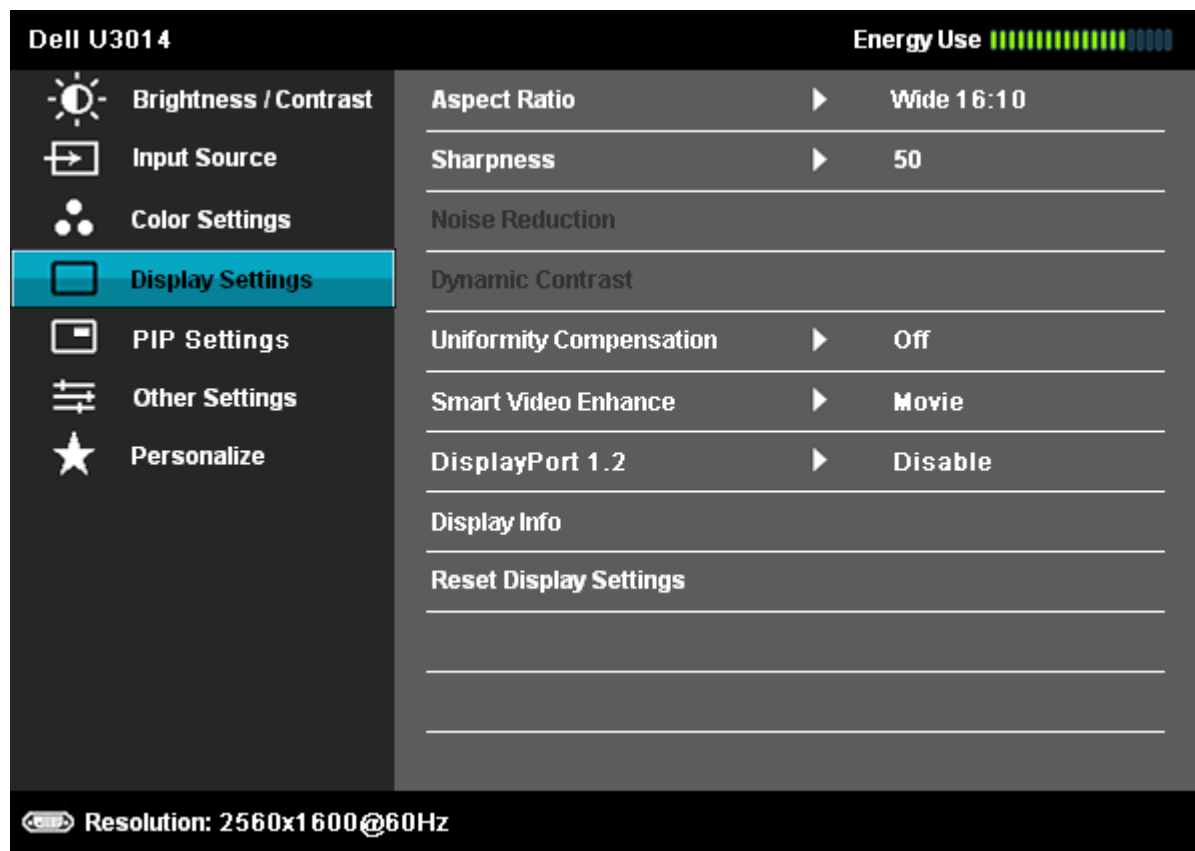 Dell U3014 Energy Use
Brightness / Contrast
Input Source
Color Settings
Display Settings
PIP Settings
Other Settings
Personalize
Aspect Ratio Wide 16:10
Sharpness 50
Noise Reduction
Dynamic Contrast
Uniformity Compensation Off
Smart Video Enhance Movie
DisplayPort 1.2 Disable
Display Info
Reset Display Settings
Resolution: 2560x1600@60Hz